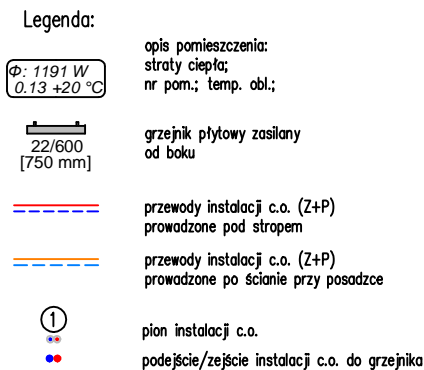 Legenda:
Φ: 1191 W
0.13 +20 °C
opis pomieszczenia:
straty ciepła;
nr pom.; temp. obl.;
22/600
[750 mm]
grzejnik płytowy zasilany
od boku
przewody instalacji c.o. (Z+P)
prowadzone pod stropem
przewody instalacji c.o. (Z+P)
prowadzone po ścianie przy posadzce
1
pion instalacji c.o.
podejście/zejście instalacji c.o. do grzejnika